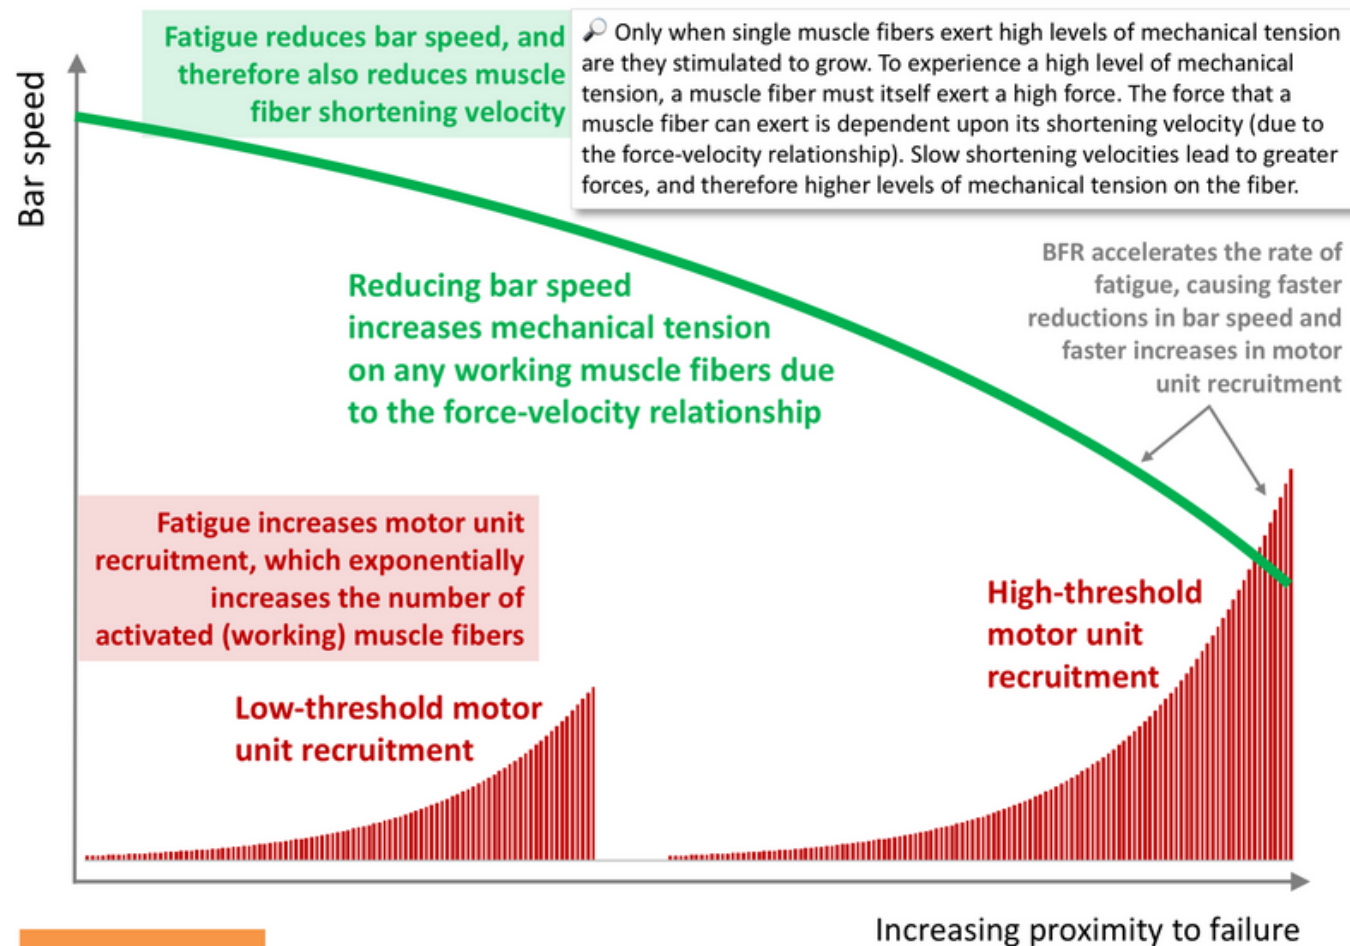 Fatigue reduces bar speed, and
therefore also reduces muscle
fiber shortening velocity
Only when single muscle fibers exert high levels of mechanical tension
are they stimulated to grow. To experience a high level of mechanical
tension, a muscle fiber must itself exert a high force. The force that a
muscle fiber can exert is dependent upon its shortening velocity (due to
the force-velocity relationship). Slow shortening velocities lead to greater
forces, and therefore higher levels of mechanical tension on the fiber.
Bar speed
BFR accelerates the rate of
fatigue, causing faster
reductions in bar speed and
faster increases in motor
unit recruitment
Reducing bar speed
increases mechanical tension
on any working muscle fibers due
to the force-velocity relationship
Fatigue increases motor unit
recruitment, which exponentially
increases the number of
activated (working) muscle fibers
High-threshold
motor unit
recruitment
Low-threshold motor
unit recruitment
Increasing proximity to failure